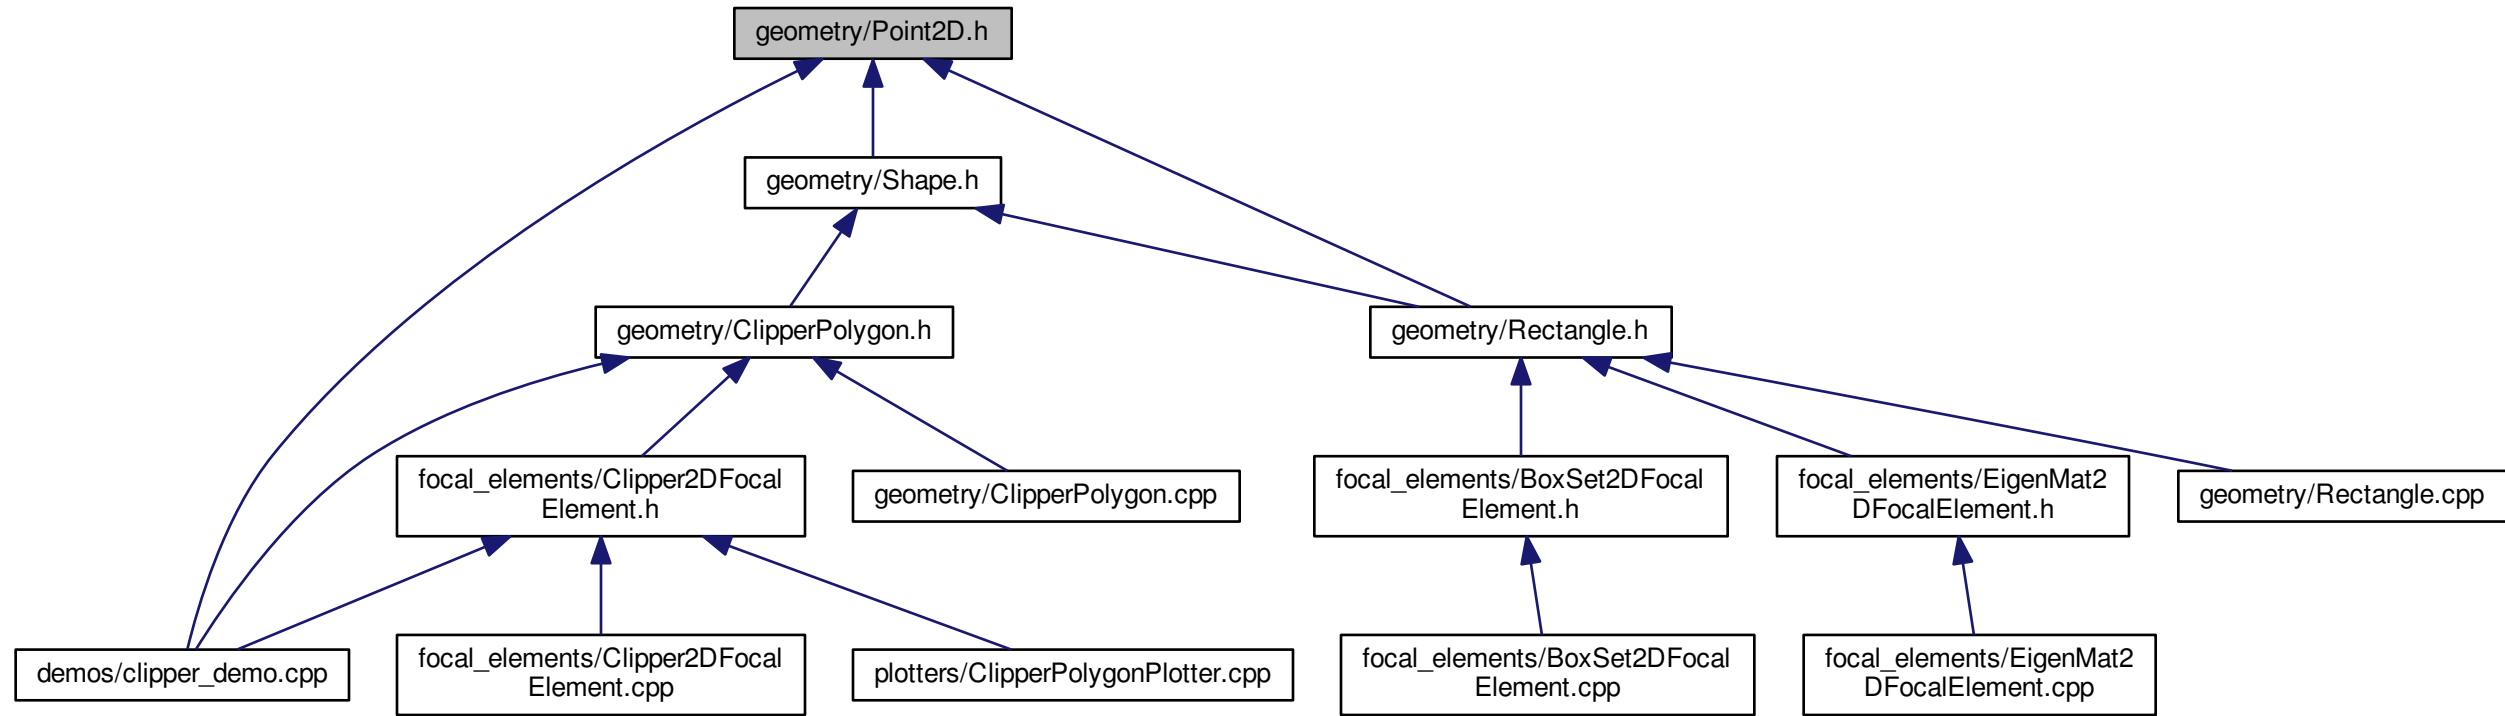 geometry/Point2D.h
geometry/Shape.h
geometry/ClipperPolygon.h
geometry/Rectangle.h
focal_elements/Clipper2DFocal
Element.h
geometry/ClipperPolygon.cpp
focal_elements/BoxSet2DFocal
Element.h
focal_elements/EigenMat2
DFocalElement.h
geometry/Rectangle.cpp
demos/clipper_demo.cpp
focal_elements/Clipper2DFocal
Element.cpp
plotters/ClipperPolygonPlotter.cpp
focal_elements/BoxSet2DFocal
Element.cpp
focal_elements/EigenMat2
DFocalElement.cpp